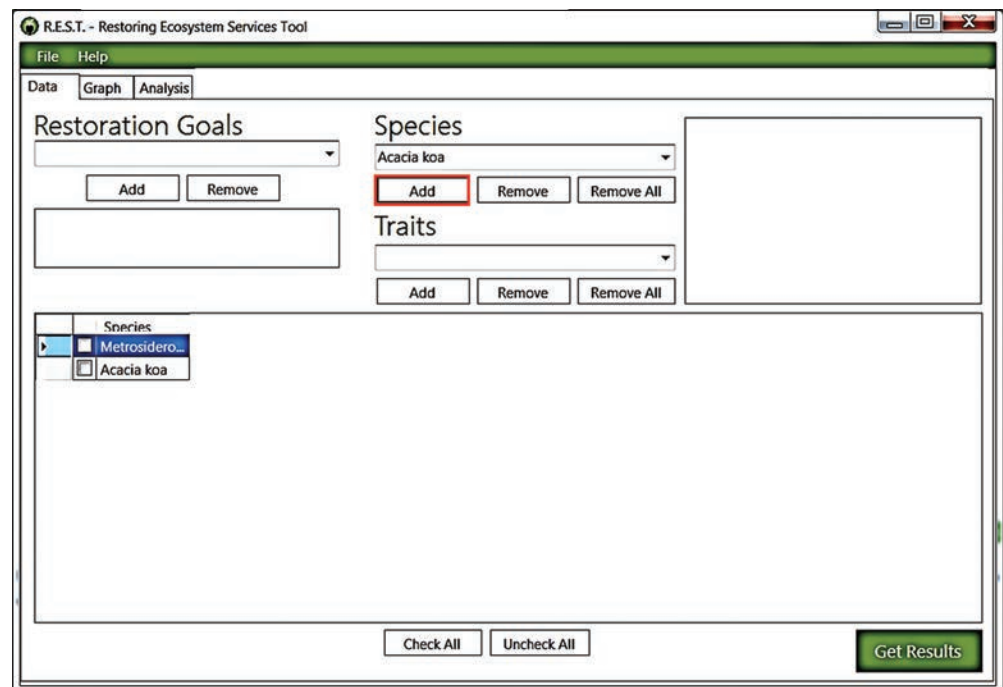 R.E.S.T. - Restoring Ecosystem Services Tool
File Help
Data Graph Analysis
Restoration Goals
Add Remove
Species
Acacia koa
Add Remove Remove All
Traits
Add Remove Remove All
Species
Metrosidero...
Acacia koa
Check All Uncheck All
Get Results